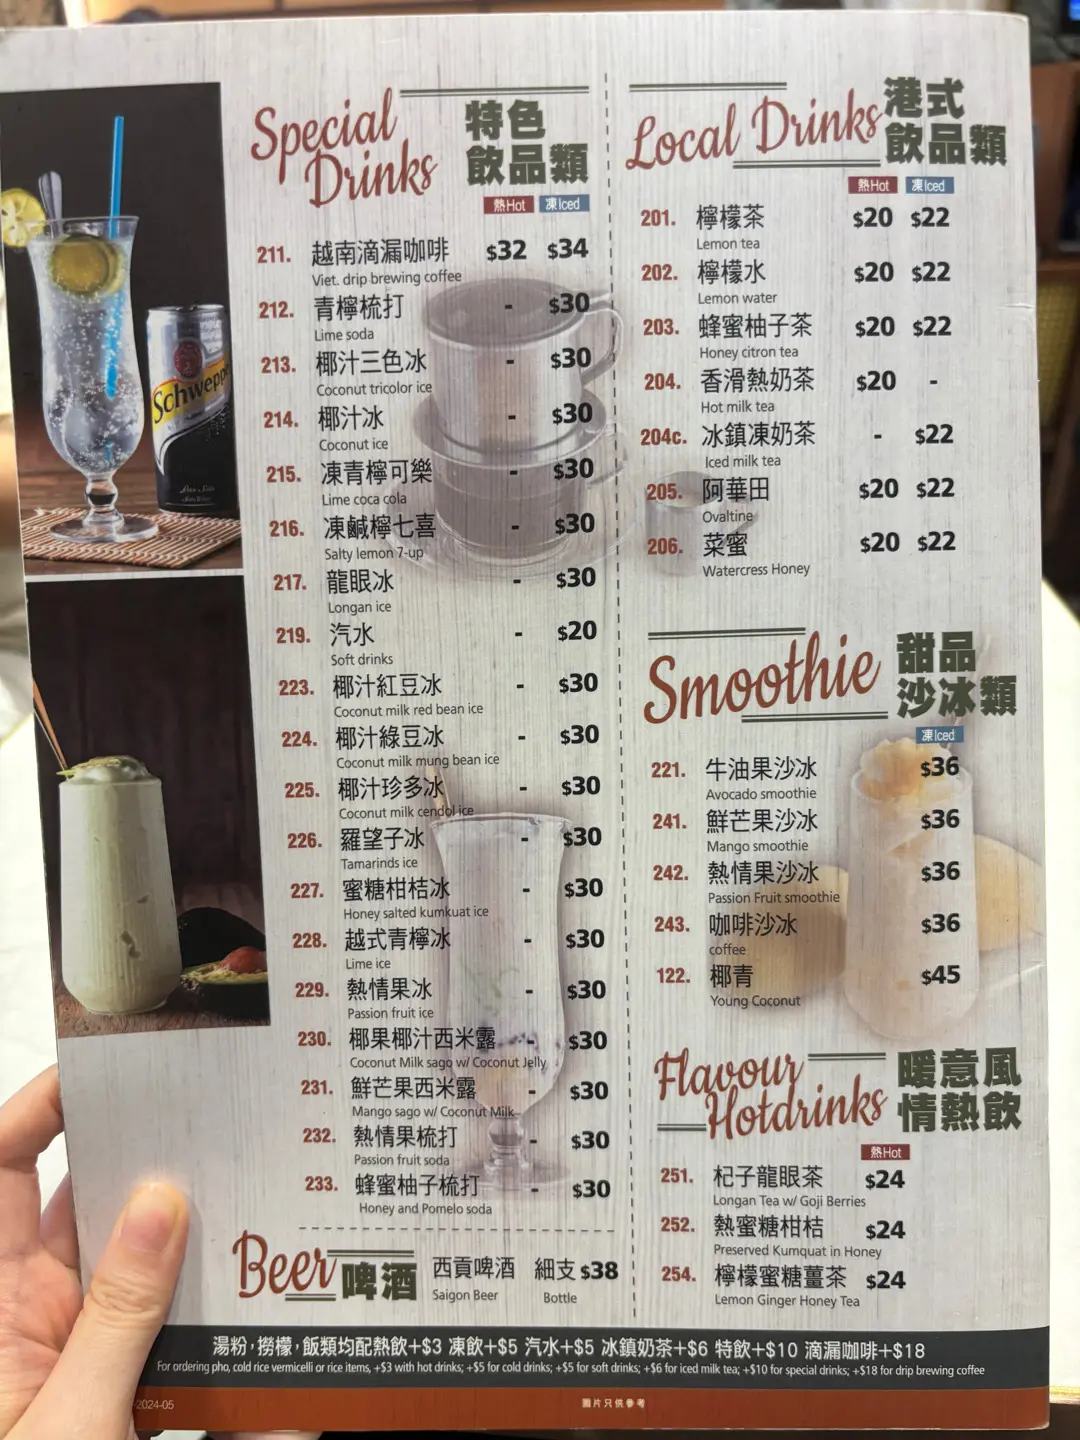 Special Drinks 特色飲品類
熱Hot 凍Iced
211. 越南滴漏咖啡 $32 $34
Viet. drip brewing coffee
212. 青檸梳打 - $30
Lime soda
213. 椰汁三色冰 - $30
Coconut tricolor ice
214. 椰汁冰 - $30
Coconut ice
215. 凍青檸可樂 - $30
Lime coca cola
216. 凍鹹檸七喜 - $30
Salty lemon 7-up
217. 龍眼冰 - $30
Longan ice
219. 汽水 - $20
Soft drinks
223. 椰汁紅豆冰 - $30
Coconut milk red bean ice
224. 椰汁綠豆冰 - $30
Coconut milk mung bean ice
225. 椰汁珍多冰 - $30
Coconut milk cendol ice
226. 羅望子冰 - $30
Tamarinds ice
227. 蜜糖柑桔冰 - $30
Honey salted kumkuat ice
228. 越式青檸冰 - $30
Lime ice
229. 熱情果冰 - $30
Passion fruit ice
230. 椰果椰汁西米露 - $30
Coconut Milk sago w/ Coconut Jelly
231. 鮮芒果西米露 - $30
Mango sago w/ Coconut Milk
232. 熱情果梳打 - $30
Passion fruit soda
233. 蜂蜜柚子梳打 - $30
Honey and Pomelo soda
Beer 啤酒 西貢啤酒 細支 $38
Saigon Beer Bottle
Local Drinks 港式飲品類
熱Hot 凍Iced
201. 檸檬茶 $20 $22
Lemon tea
202. 檸檬水 $20 $22
Lemon water
203. 蜂蜜柚子茶 $20 $22
Honey citron tea
204. 香滑熱奶茶 $20 -
Hot milk tea
204c. 冰鎮凍奶茶 - $22
Iced milk tea
205. 阿華田 $20 $22
Ovaltine
206. 菜蜜 $20 $22
Watercress Honey
Smoothie 甜品沙冰類
凍Iced
221. 牛油果沙冰 $36
Avocado smoothie
241. 鮮芒果沙冰 $36
Mango smoothie
242. 熱情果沙冰 $36
Passion Fruit smoothie
243. 咖啡沙冰 $36
coffee
122. 椰青 $45
Young Coconut
Flavour Hotdrinks 暖意風情熱飲
熱Hot
251. 杞子龍眼茶 $24
Longan Tea w/ Goji Berries
252. 熱蜜糖柑桔 $24
Preserved Kumquat in Honey
254. 檸檬蜜糖薑茶 $24
Lemon Ginger Honey Tea
湯粉，撈檬，飯類均配熱飲+$3 凍飲+$5 汽水+$5 冰鎮奶茶+$6 特飲+$10 滴漏咖啡+$18
For ordering pho, cold rice vermicelli or rice items, +$3 with hot drinks; +$5 for cold drinks; +$5 for soft drinks; +$6 for iced milk tea; +$10 for special drinks; +$18 for drip brewing coffee
-2024-05
圖片只供參考
Schwepp